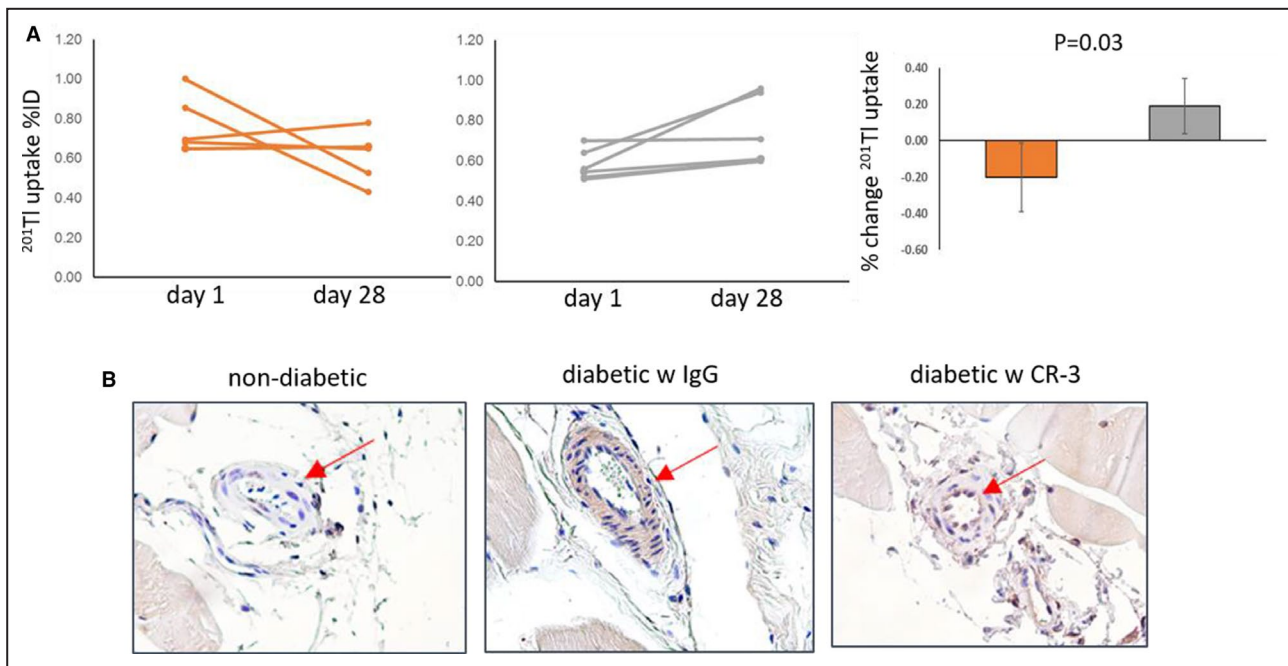 A
²⁰¹Tl uptake %ID
1.20
1.00
0.80
0.60
0.40
0.20
0.00
day 1
day 28
1.20
1.00
0.80
0.60
0.40
0.20
0.00
day 1
day 28
P=0.03
% change ²⁰¹Tl uptake
0.40
0.20
0.00
-0.20
-0.40
-0.60
B
non-diabetic
diabetic w IgG
diabetic w CR-3